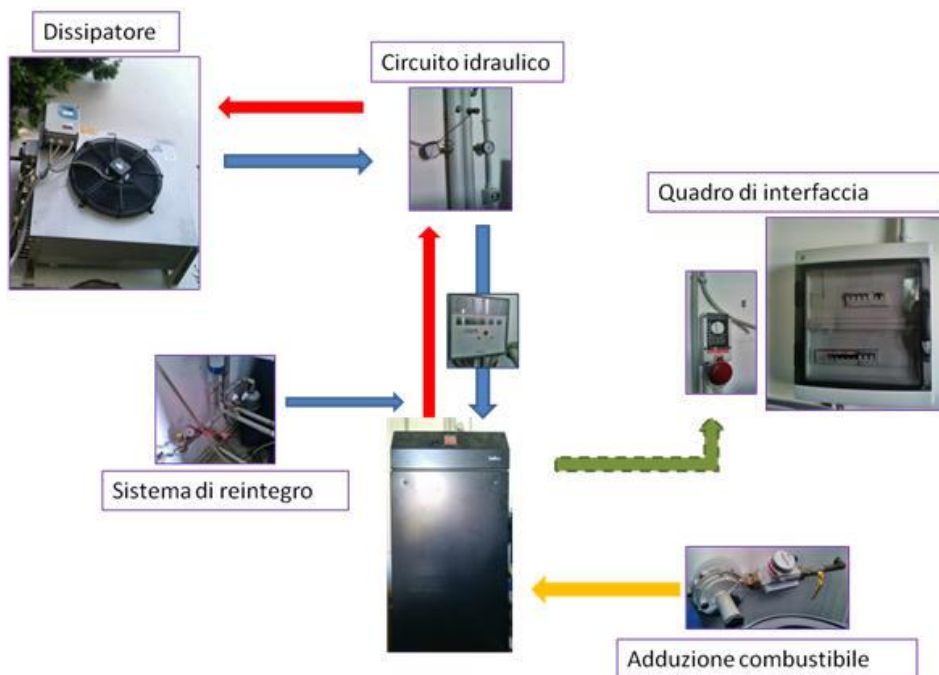 Dissipatore
Circuito idraulico
Quadro di interfaccia
Sistema di reintegro
Adduzione combustibile